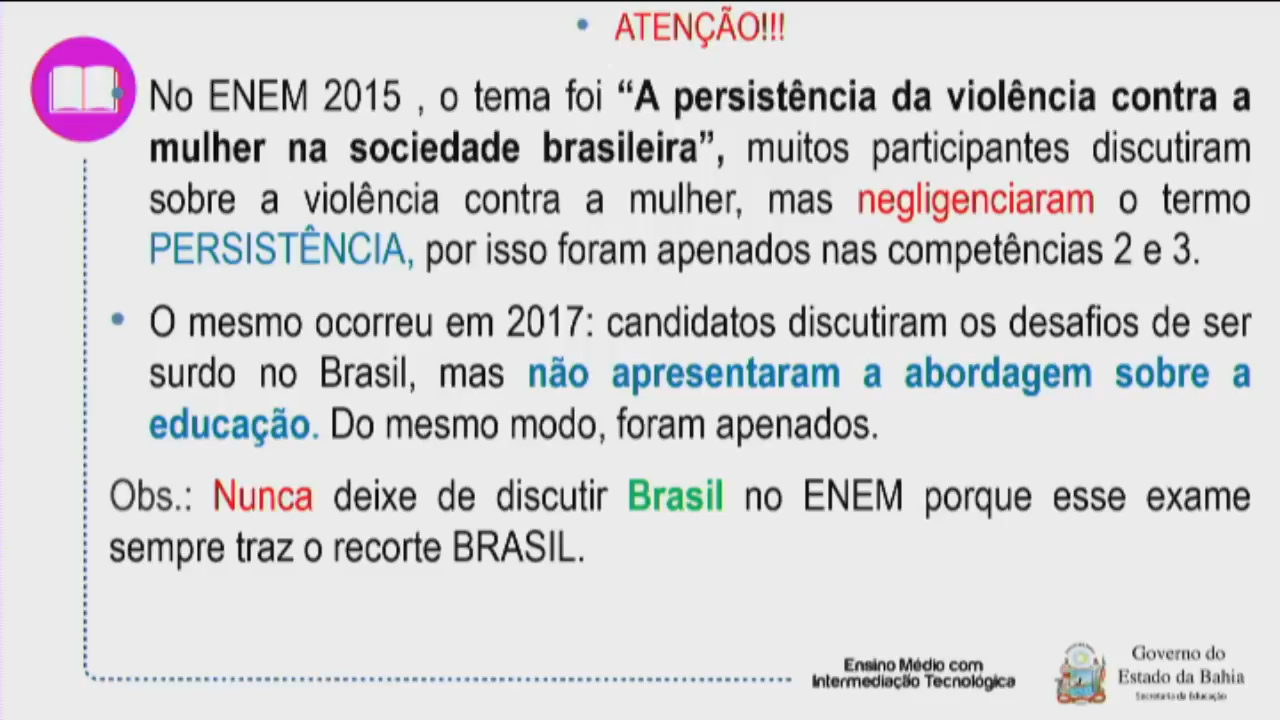 • ATENÇÃO!!!
No ENEM 2015 , o tema foi “A persistência da violência contra a
mulher na sociedade brasileira”, muitos participantes discutiram
sobre a violência contra a mulher, mas negligenciaram o termo
PERSISTÊNCIA, por isso foram apenados nas competências 2 e 3.
• O mesmo ocorreu em 2017: candidatos discutiram os desafios de ser
surdo no Brasil, mas não apresentaram a abordagem sobre a
educação. Do mesmo modo, foram apenados.
Obs.: Nunca deixe de discutir Brasil no ENEM porque esse exame
sempre traz o recorte BRASIL.
Ensino Médio com
Intermediação Tecnológica
Governo do
Estado da Bahia
Secretaria da Educação